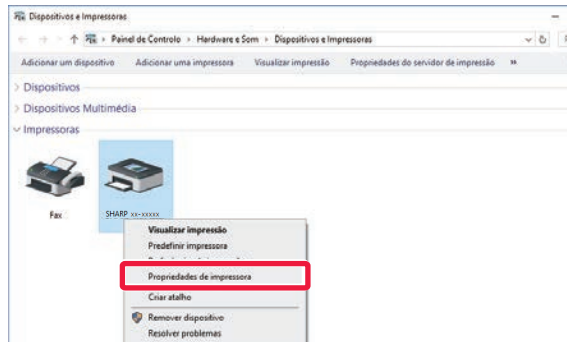 Dispositivos e Impressoras
Painel de Controlo › Hardware e Som › Dispositivos e Impressoras
Adicionar um dispositivo Adicionar uma impressora Visualizar impressão Propriedades do servidor de impressão »
Dispositivos
Dispositivos Multimédia
Impressoras
Fax SHARP xx-xxxxx
Visualizar impressão
Predefinir impressora
Propriedades de impressora
Criar atalho
Remover dispositivo
Resolver problemas